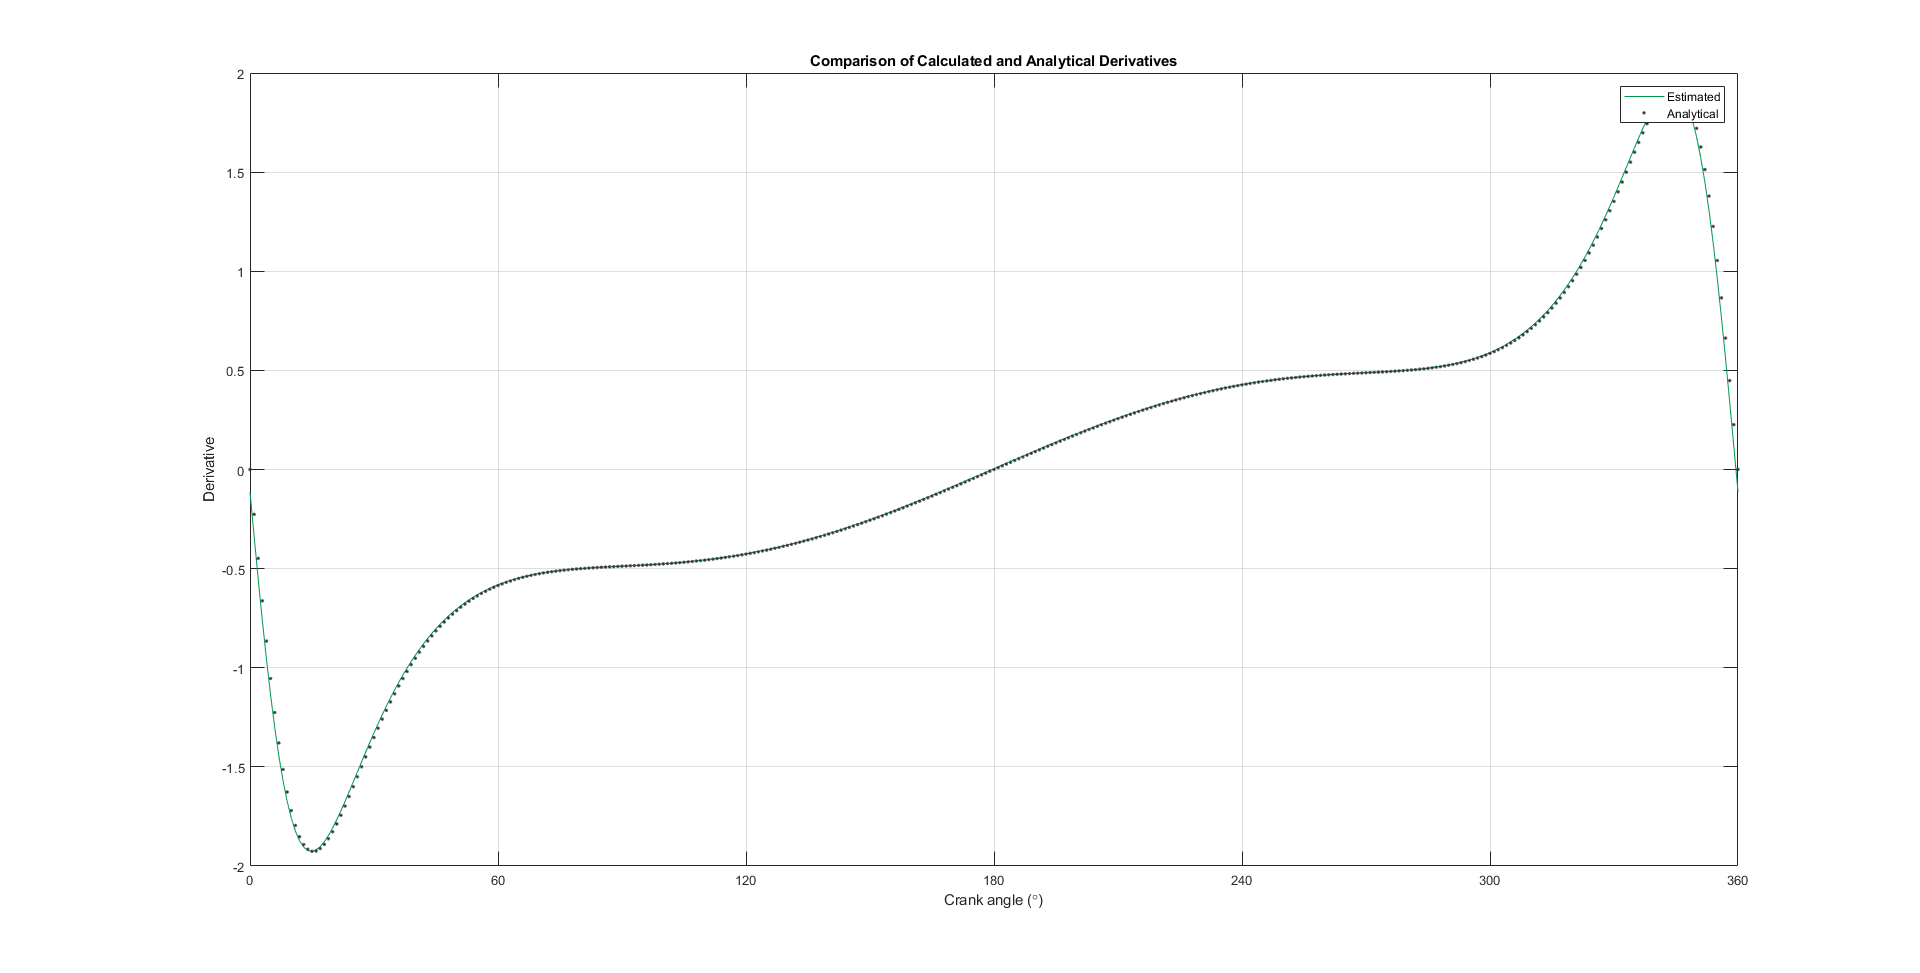 Comparison of Calculated and Analytical Derivatives
2
Estimated
Analytical
1.5
1
0.5
0
-0.5
-1
-1.5
-2
Derivative
0 60 120 180 240 300 360
Crank angle (°)